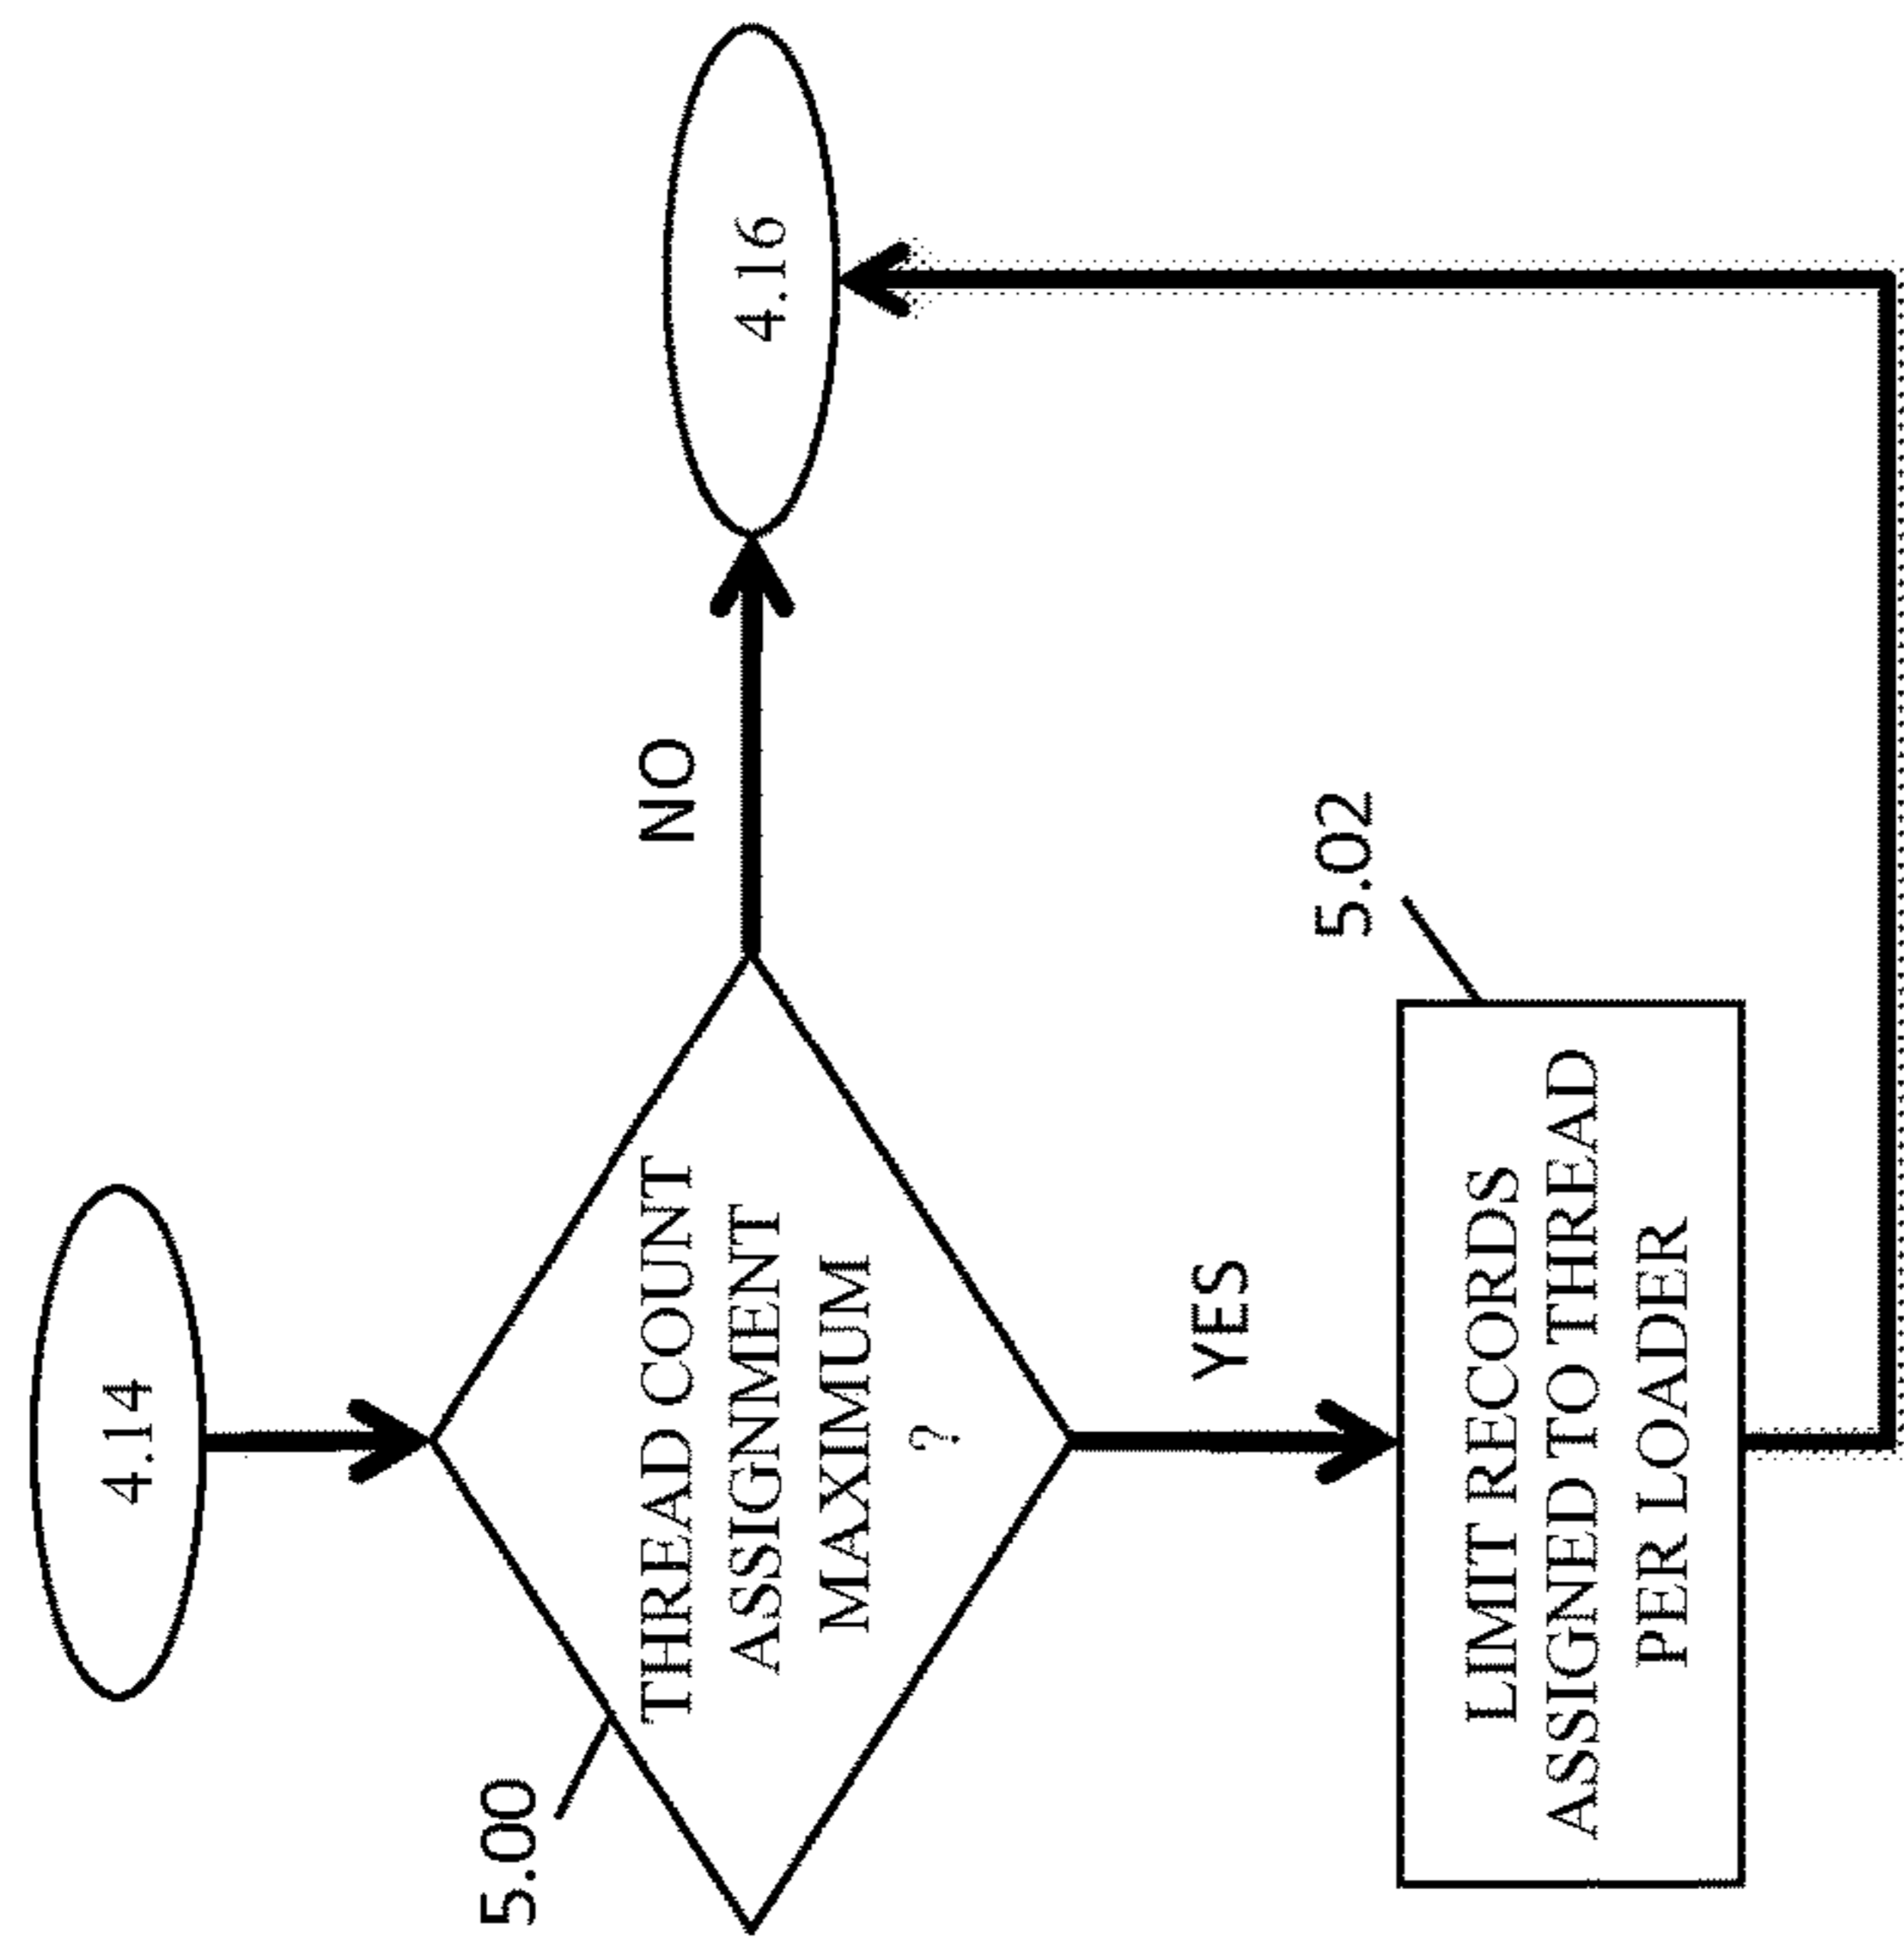 4.14
5.00
THREAD COUNT
ASSIGNMENT
MAXIMUM
?
NO
4.16
YES
5.02
LIMIT RECORDS
ASSIGNED TO THREAD
PER LOADER